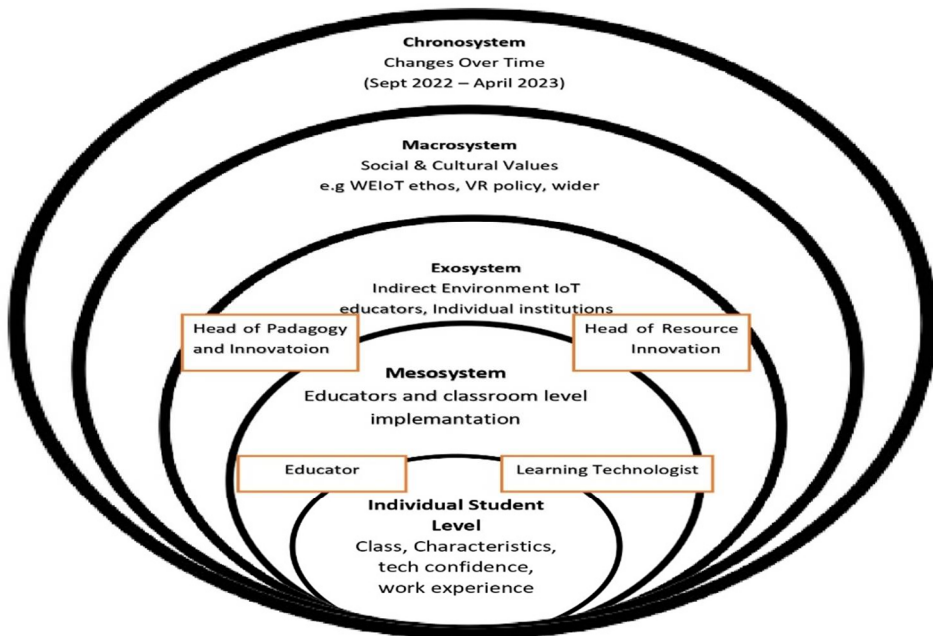 Chronosystem
Changes Over Time
(Sept 2022 – April 2023)
Macrosystem
Social & Cultural Values
e.g WEIoT ethos, VR policy, wider
Exosystem
Indirect Environment IoT
educators, Individual institutions
Head of Padagogy
and Innovatoion
Head of Resource
Innovation
Mesosystem
Educators and classroom level
implemantation
Educator
Learning Technologist
Individual Student
Level
Class, Characteristics,
tech confidence,
work experience